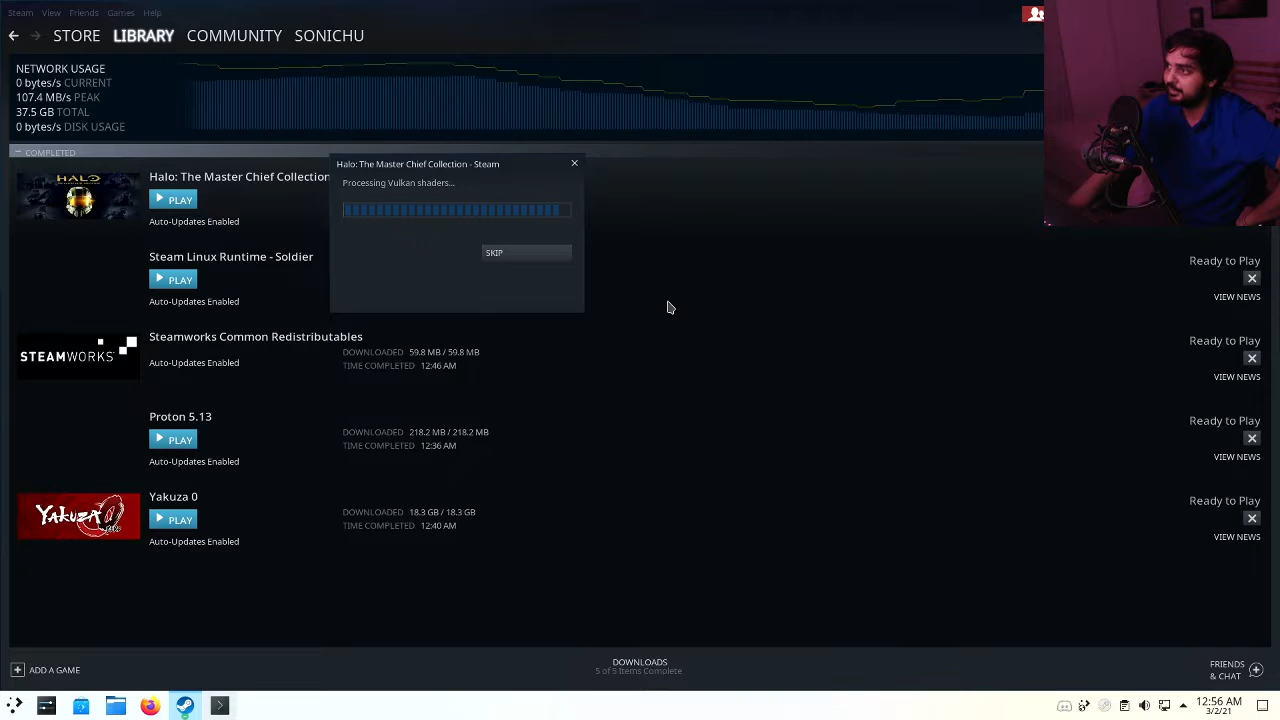 Steam View Friends Games Help
STORE LIBRARY COMMUNITY SONICHU
NETWORK USAGE
0 bytes/s CURRENT
107.4 MB/s PEAK
37.5 GB TOTAL
0 bytes/s DISK USAGE
COMPLETED
HALO
Halo: The Master Chief Collection
PLAY
Auto-Updates Enabled
Halo: The Master Chief Collection - Steam
Processing Vulkan shaders...
SKIP
Steam Linux Runtime - Soldier
PLAY
Auto-Updates Enabled
Ready to Play
VIEW NEWS
STEAMWORKS
Steamworks Common Redistributables
Auto-Updates Enabled
DOWNLOADED 59.8 MB / 59.8 MB
TIME COMPLETED 12:46 AM
Ready to Play
VIEW NEWS
Proton 5.13
PLAY
Auto-Updates Enabled
DOWNLOADED 218.2 MB / 218.2 MB
TIME COMPLETED 12:36 AM
Ready to Play
VIEW NEWS
Yakuza 0
Yakuza 0
PLAY
Auto-Updates Enabled
DOWNLOADED 18.3 GB / 18.3 GB
TIME COMPLETED 12:40 AM
Ready to Play
VIEW NEWS
ADD A GAME
DOWNLOADS
5 of 5 Items Complete
FRIENDS
& CHAT
12:56 AM
3/2/21